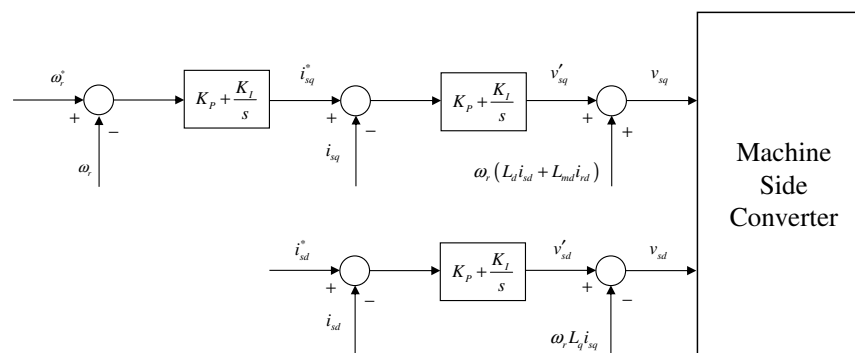 ω_r^* + − ω_r
K_P + K_I/s
i_sq^* + − i_sq
K_P + K_I/s
v′_sq + + ω_r(L_d i_sd + L_md i_rd)
v_sq
i_sd^* + − i_sd
K_P + K_I/s
v′_sd + − ω_r L_q i_sq
v_sd
Machine
Side
Converter